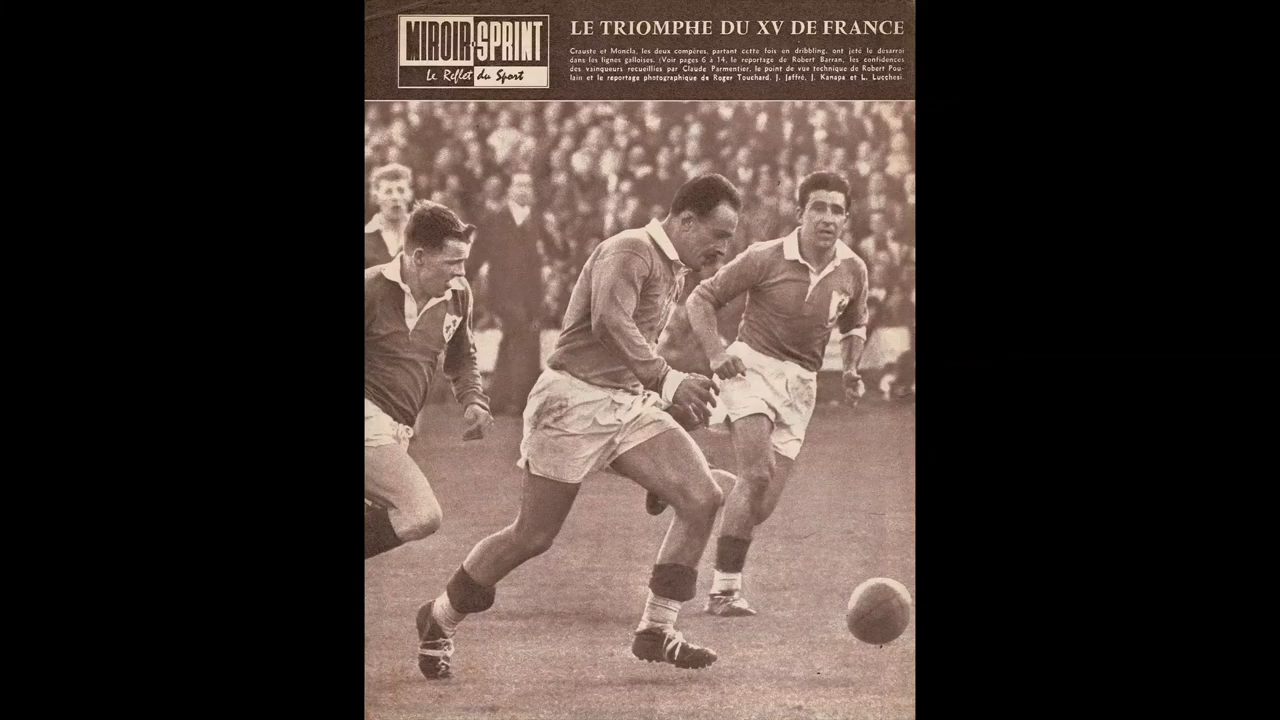 MIROIR-SPRINT
Le Reflet du Sport
LE TRIOMPHE DU XV DE FRANCE
Crauste et Moncla, les deux compères, partant cette fois en dribbling, ont jeté le désarroi
dans les lignes galloises. (Voir pages 6 à 14, le reportage de Robert Barran, les confidences
des vainqueurs recueillies par Claude Parmentier, le point de vue technique de Robert Pou-
lain et le reportage photographique de Roger Touchard, J. Jaffré, J. Kanapa et L. Lucchesi.